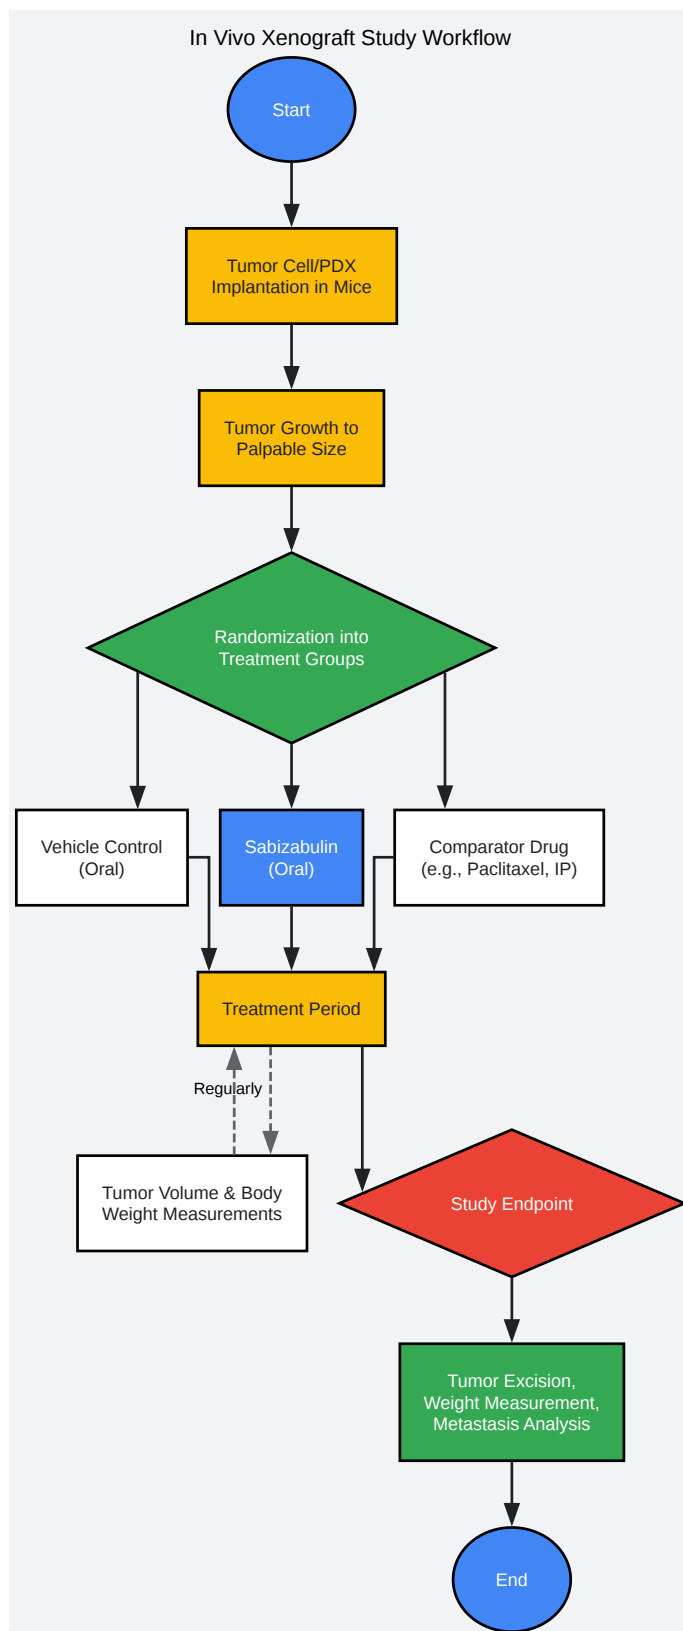 In Vivo Xenograft Study Workflow
Start
Tumor Cell/PDX
Implantation in Mice
Tumor Growth to
Palpable Size
Randomization into
Treatment Groups
Vehicle Control
(Oral)
Sabizabulin
(Oral)
Comparator Drug
(e.g., Paclitaxel, IP)
Treatment Period
Regularly
Tumor Volume & Body
Weight Measurements
Study Endpoint
Tumor Excision,
Weight Measurement,
Metastasis Analysis
End